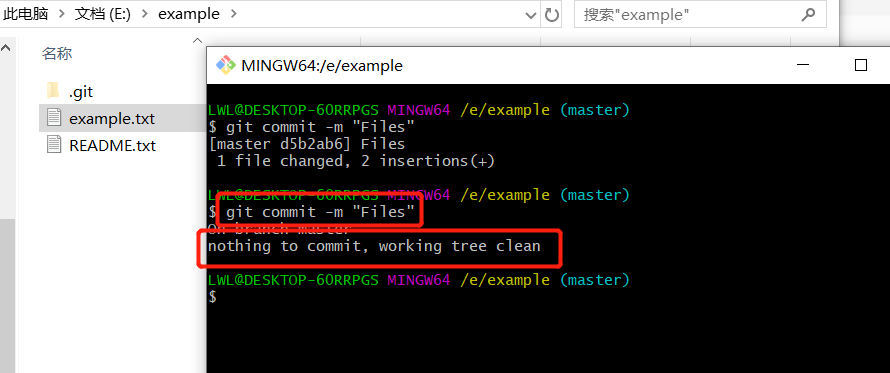 此电脑 文档 (E:) example 搜索"example"
名称
.git
example.txt
README.txt
MINGW64:/e/example
LWL@DESKTOP-6ORRPGS MINGW64 /e/example (master)
$ git commit -m "Files"
[master d5b2ab6] Files
1 file changed, 2 insertions(+)
LWL@DESKTOP-6ORRPGS MINGW64 /e/example (master)
$ git commit -m "Files"
On branch master
nothing to commit, working tree clean
LWL@DESKTOP-6ORRPGS MINGW64 /e/example (master)
$